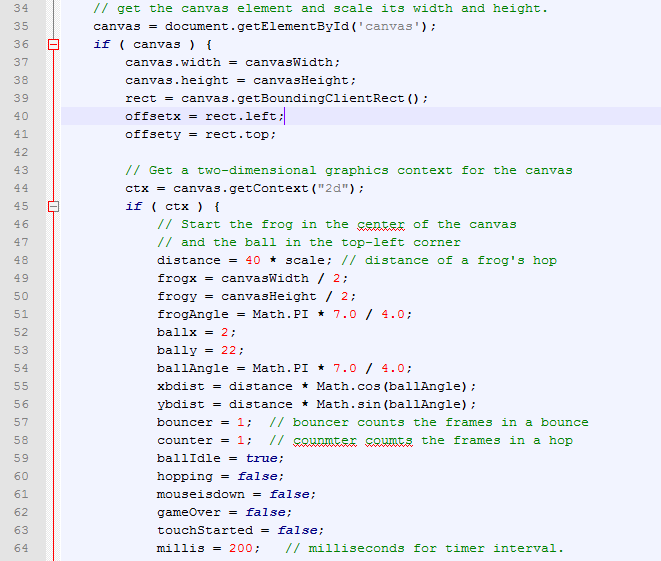 34 // get the canvas element and scale its width and height.
35 canvas = document.getElementById('canvas');
36 if ( canvas ) {
37 canvas.width = canvasWidth;
38 canvas.height = canvasHeight;
39 rect = canvas.getBoundingClientRect();
40 offsetx = rect.left;
41 offsety = rect.top;
42
43 // Get a two-dimensional graphics context for the canvas
44 ctx = canvas.getContext("2d");
45 if ( ctx ) {
46 // Start the frog in the center of the canvas
47 // and the ball in the top-left corner
48 distance = 40 * scale; // distance of a frog's hop
49 frogx = canvasWidth / 2;
50 frogy = canvasHeight / 2;
51 frogAngle = Math.PI * 7.0 / 4.0;
52 ballx = 2;
53 bally = 22;
54 ballAngle = Math.PI * 7.0 / 4.0;
55 xbdist = distance * Math.cos(ballAngle);
56 ybdist = distance * Math.sin(ballAngle);
57 bouncer = 1; // bouncer counts the frames in a bounce
58 counter = 1; // counmter coumts the frames in a hop
59 ballIdle = true;
60 hopping = false;
61 mouseisdown = false;
62 gameOver = false;
63 touchStarted = false;
64 millis = 200; // milliseconds for timer interval.